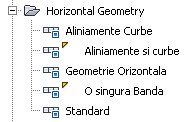 Horizontal Geometry
Aliniamente Curbe
Aliniamente si curbe
Geometrie Orizontala
O singura Banda
Standard